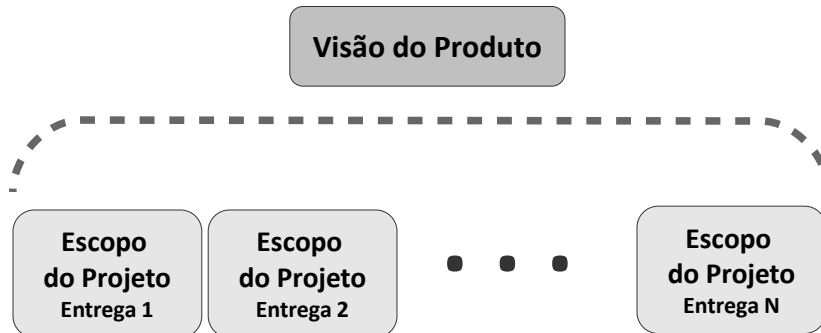 Visão do Produto
Escopo
do Projeto
Entrega 1
Escopo
do Projeto
Entrega 2
Escopo
do Projeto
Entrega N